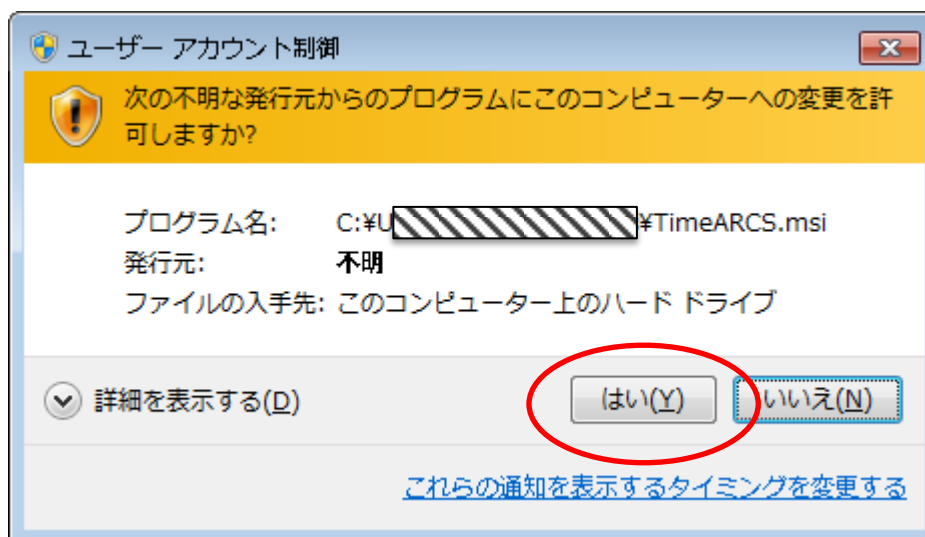 ユーザー アカウント制御
次の不明な発行元からのプログラムにこのコンピューターへの変更を許
可しますか?
プログラム名: C:¥U ¥TimeARCS.msi
発行元: 不明
ファイルの入手先: このコンピューター上のハード ドライブ
詳細を表示する(D) はい(Y) いいえ(N)
これらの通知を表示するタイミングを変更する